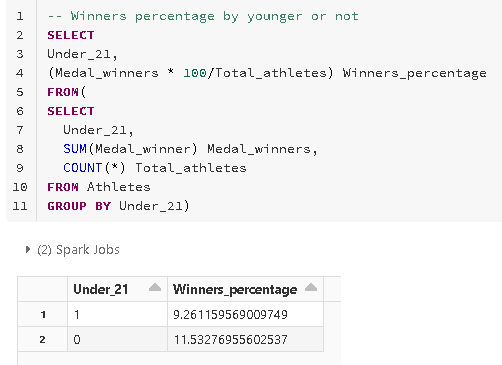 1 -- Winners percentage by younger or not
2 SELECT
3 Under_21,
4 (Medal_winners * 100/Total_athletes) Winners_percentage
5 FROM(
6 SELECT
7 Under_21,
8 SUM(Medal_winner) Medal_winners,
9 COUNT(*) Total_athletes
10 FROM Athletes
11 GROUP BY Under_21)
(2) Spark Jobs
Under_21 Winners_percentage
1 1 9.261159569009749
2 0 11.53276955602537